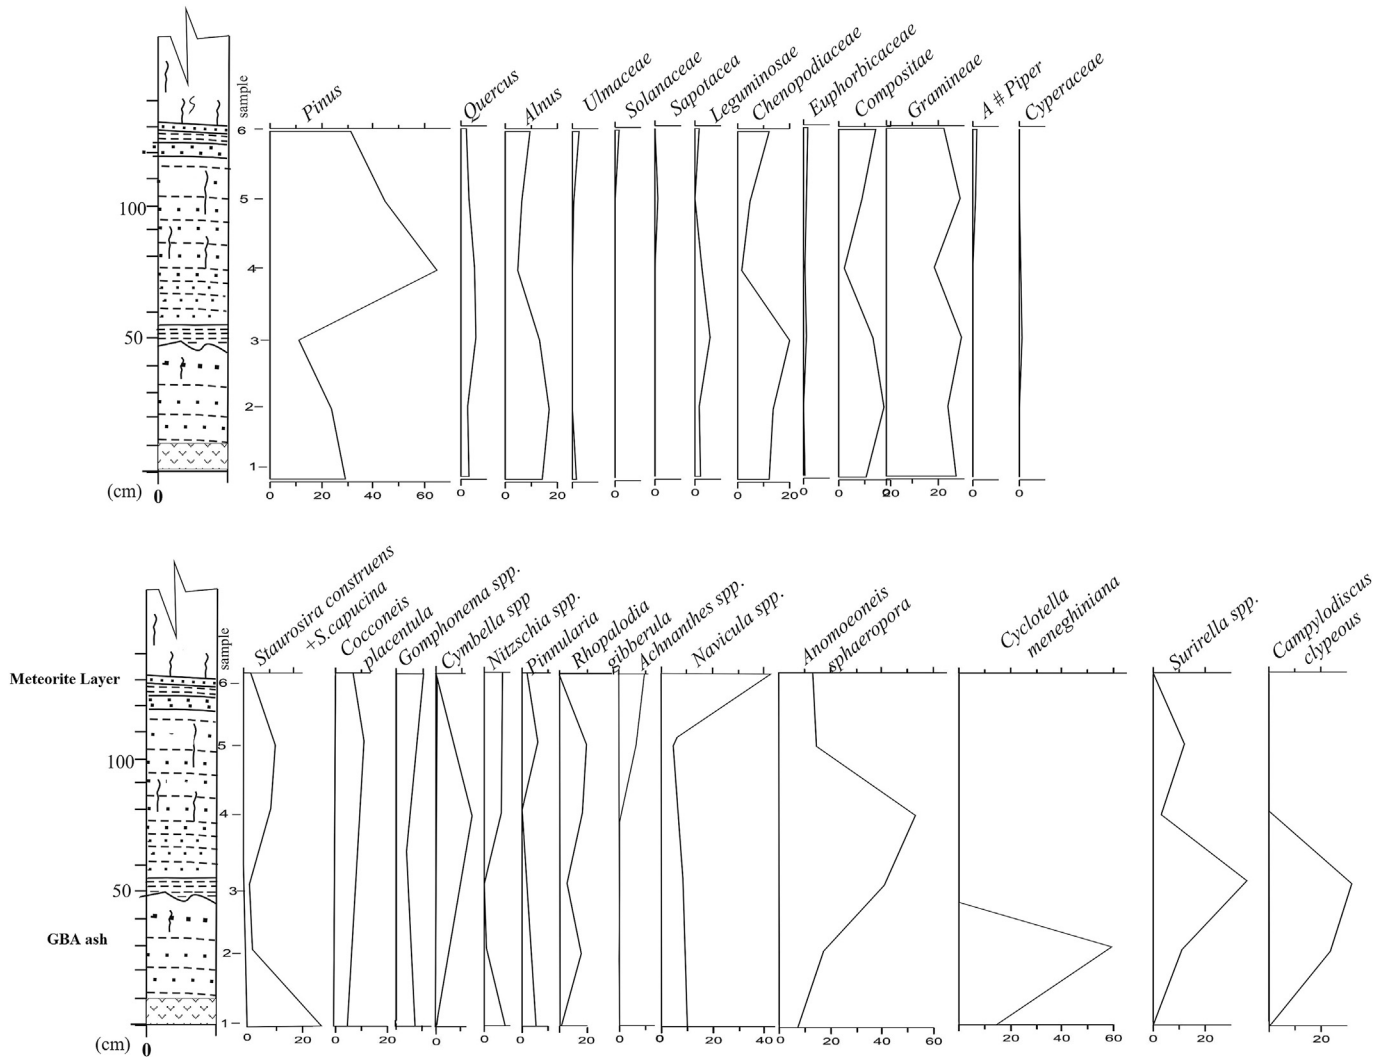 sample
Pinus
Quercus
Alnus
Ulmaceae
Solanaceae
Sapotacea
Leguminosae
Chenopodiaceae
Euphorbicaceae
Compositae
Gramineae
A # Piper
Cyperaceae
6
5
100
4
50
3
2
1
(cm) 0
0 20 40 60
0
0 20
0
0
0
0
0 20
0
0 20
0 20
0
0
sample
Staurosira construens
+S.capucina
Cocconeis
placentula
Gomphonema spp.
Cymbella spp
Nitzschia spp.
Pinnularia
Rhopalodia
gibberula
Achnanthes spp.
Navicula spp.
Anomoeoneis
sphaeropora
Cyclotella
meneghiniana
Surirella spp.
Campylodiscus
clypeous
Meteorite Layer
6
5
100
4
50
3
GBA ash
2
1
(cm) 0
0 20
0 20
0
0
0
0
0 20
0
0 20 40
0 20 40 60
0 20 40 60
0 20
0 20